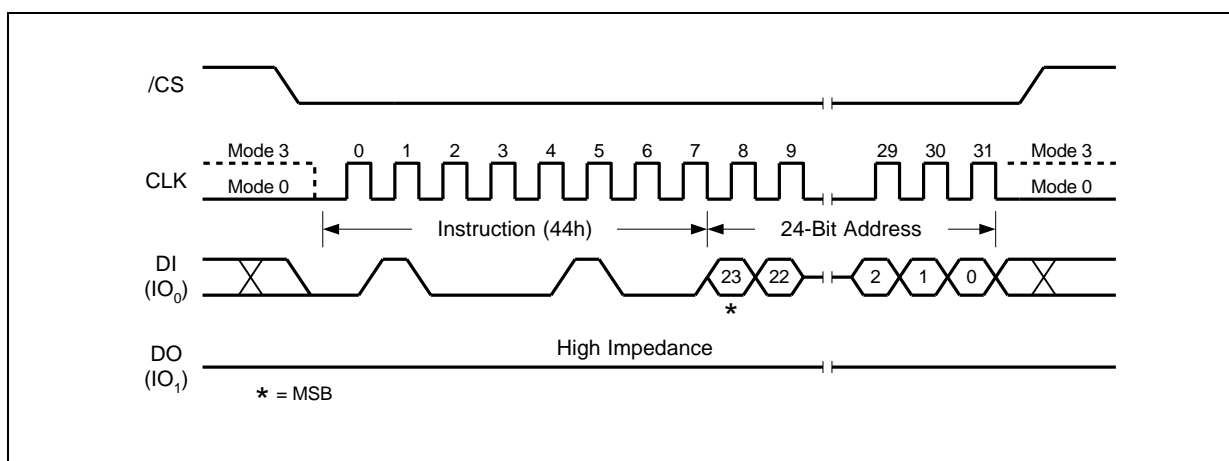 /CS
Mode 3 0 1 2 3 4 5 6 7 8 9 29 30 31 Mode 3
CLK
Mode 0 Mode 0
Instruction (44h) 24-Bit Address
DI
(IO0)
23 22 2 1 0
*
High Impedance
DO
(IO1)
* = MSB